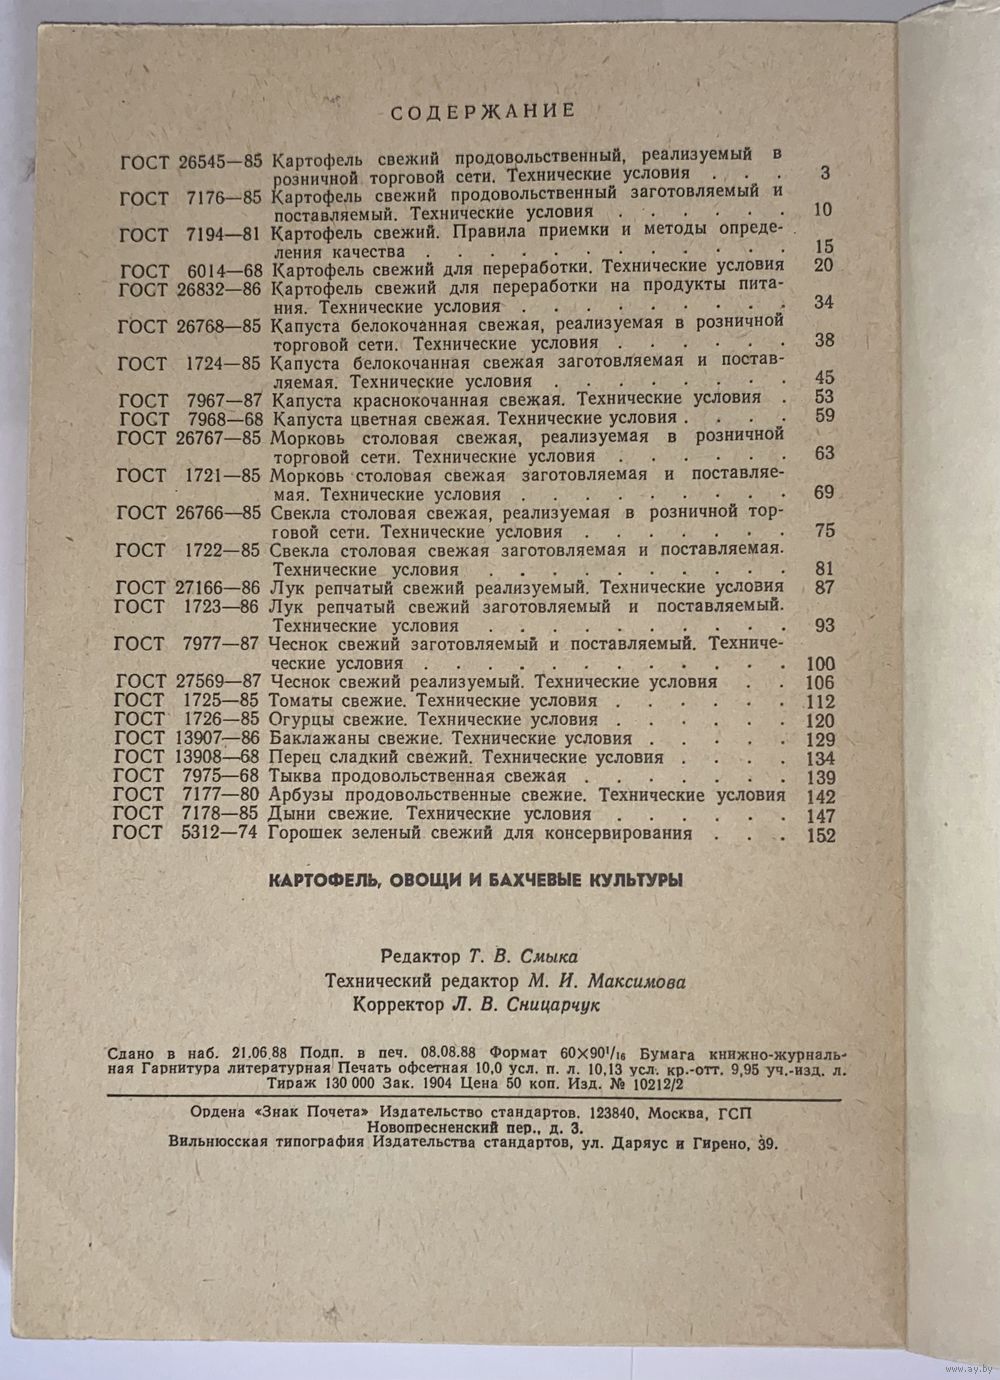 СОДЕРЖАНИЕ
ГОСТ 26545—85 Картофель свежий продовольственный, реализуемый в
розничной торговой сети. Технические условия . . . 3
ГОСТ 7176—85 Картофель свежий продовольственный заготовляемый и
поставляемый. Технические условия . . . . . . 10
ГОСТ 7194—81 Картофель свежий. Правила приемки и методы опреде-
ления качества . . . . . . . . . . . 15
ГОСТ 6014—68 Картофель свежий для переработки. Технические условия 20
ГОСТ 26832—86 Картофель свежий для переработки на продукты пита-
ния. Технические условия . . . . . . . . . 34
ГОСТ 26768—85 Капуста белокочанная свежая, реализуемая в розничной
торговой сети. Технические условия . . . . . . 38
ГОСТ 1724—85 Капуста белокочанная свежая заготовляемая и постав-
ляемая. Технические условия . . . . . . . . 45
ГОСТ 7967—87 Капуста краснокочанная свежая. Технические условия . 53
ГОСТ 7968—68 Капуста цветная свежая. Технические условия . . . . 59
ГОСТ 26767—85 Морковь столовая свежая, реализуемая в розничной
торговой сети. Технические условия . . . . . . 63
ГОСТ 1721—85 Морковь столовая свежая заготовляемая и поставляе-
мая. Технические условия . . . . . . . . . 69
ГОСТ 26766—85 Свекла столовая свежая, реализуемая в розничной тор-
говой сети. Технические условия . . . . . . . 75
ГОСТ 1722—85 Свекла столовая свежая заготовляемая и поставляемая.
Технические условия . . . . . . . . . . 81
ГОСТ 27166—86 Лук репчатый свежий реализуемый. Технические условия 87
ГОСТ 1723—86 Лук репчатый свежий заготовляемый и поставляемый.
Технические условия . . . . . . . . . . 93
ГОСТ 7977—87 Чеснок свежий заготовляемый и поставляемый. Техниче-
ческие условия . . . . . . . . . . . 100
ГОСТ 27569—87 Чеснок свежий реализуемый. Технические условия . . 106
ГОСТ 1725—85 Томаты свежие. Технические условия . . . . . . 112
ГОСТ 1726—85 Огурцы свежие. Технические условия . . . . . . 120
ГОСТ 13907—86 Баклажаны свежие. Технические условия . . . . . 129
ГОСТ 13908—68 Перец сладкий свежий. Технические условия . . . . 134
ГОСТ 7975—68 Тыква продовольственная свежая . . . . . . . 139
ГОСТ 7177—80 Арбузы продовольственные свежие. Технические условия 142
ГОСТ 7178—85 Дыни свежие. Технические условия . . . . . . 147
ГОСТ 5312—74 Горошек зеленый свежий для консервирования . . . 152
КАРТОФЕЛЬ, ОВОЩИ И БАХЧЕВЫЕ КУЛЬТУРЫ
Редактор Т. В. Смыка
Технический редактор М. И. Максимова
Корректор Л. В. Сницарчук
Сдано в наб. 21.06.88 Подп. в печ. 08.08.88 Формат 60×90¹/₁₆ Бумага книжно-журналь-
ная Гарнитура литературная Печать офсетная 10,0 усл. п. л. 10,13 усл. кр.-отт. 9,95 уч.-изд. л.
Тираж 130 000 Зак. 1904 Цена 50 коп. Изд. № 10212/2
Ордена «Знак Почета» Издательство стандартов. 123840, Москва, ГСП
Новопресненский пер., д. 3.
Вильнюсская типография Издательства стандартов, ул. Даряус и Гирено, 39.
www.ay.by